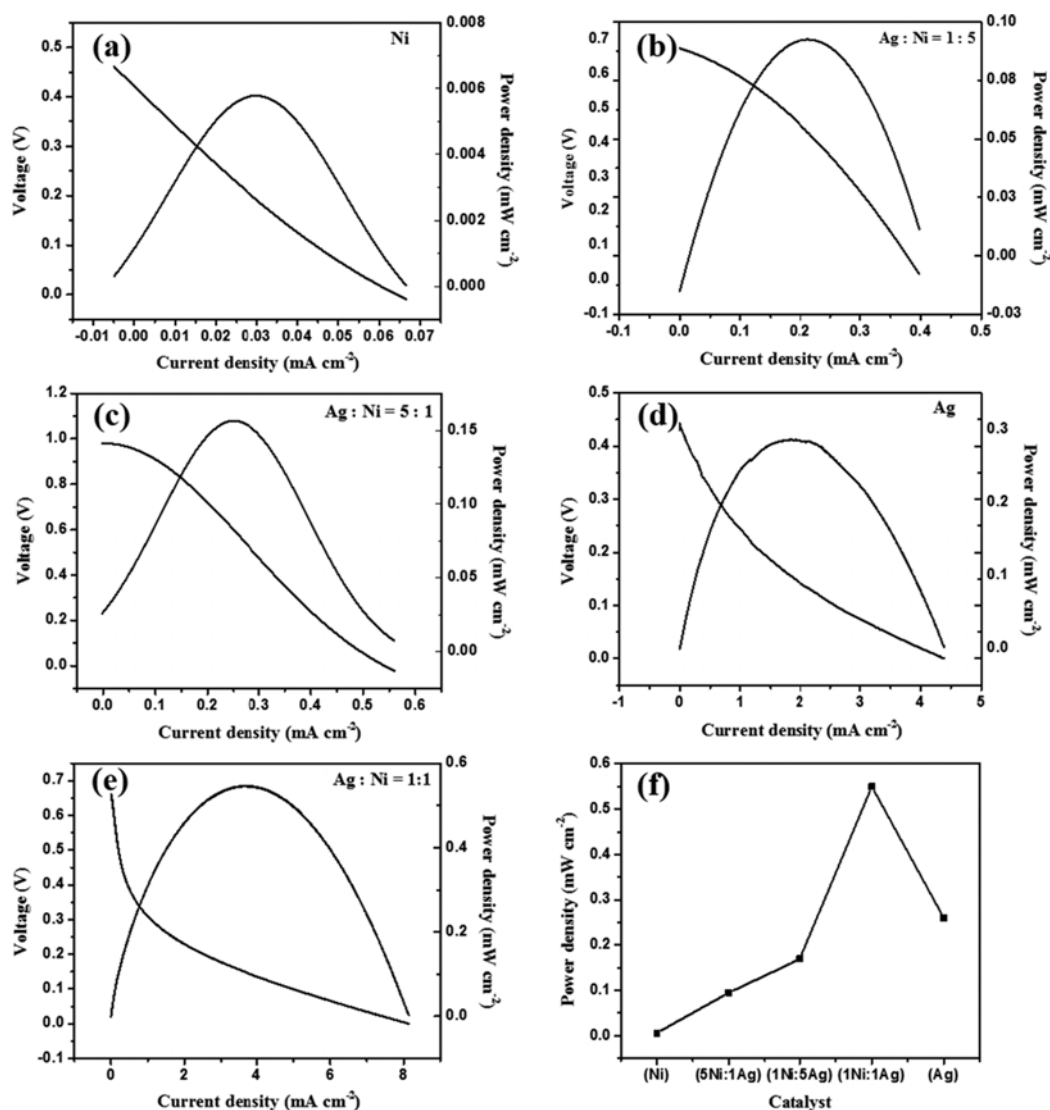 (a)
Ni
0.5
0.4
0.3
0.2
0.1
0.0
Voltage (V)
0.008
0.006
0.004
0.002
0.000
Power density (mW cm-2)
-0.01 0.00 0.01 0.02 0.03 0.04 0.05 0.06 0.07
Current density (mA cm-2)
(b)
Ag : Ni = 1 : 5
0.7
0.6
0.5
0.4
0.3
0.2
0.1
0.0
-0.1
Voltage (V)
0.10
0.08
0.05
0.03
0.00
-0.03
Power density (mW cm-2)
-0.1 0.0 0.1 0.2 0.3 0.4 0.5
Current density (mA cm-2)
(c)
Ag : Ni = 5 : 1
1.2
1.0
0.8
0.6
0.4
0.2
0.0
Voltage (V)
0.15
0.10
0.05
0.00
Power density (mW cm-2)
0.0 0.1 0.2 0.3 0.4 0.5 0.6
Current density (mA cm-2)
(d)
Ag
0.5
0.4
0.3
0.2
0.1
0.0
Voltage (V)
0.3
0.2
0.1
0.0
Power density (mW cm-2)
-1 0 1 2 3 4 5
Current density (mA cm-2)
(e)
Ag : Ni = 1:1
0.7
0.6
0.5
0.4
0.3
0.2
0.1
0.0
-0.1
Voltage (V)
0.6
0.4
0.2
0.0
Power density (mW cm-2)
0 2 4 6 8
Current density (mA cm-2)
(f)
0.6
0.5
0.4
0.3
0.2
0.1
0.0
Power density (mW cm-2)
(Ni) (5Ni:1Ag) (1Ni:5Ag) (1Ni:1Ag) (Ag)
Catalyst